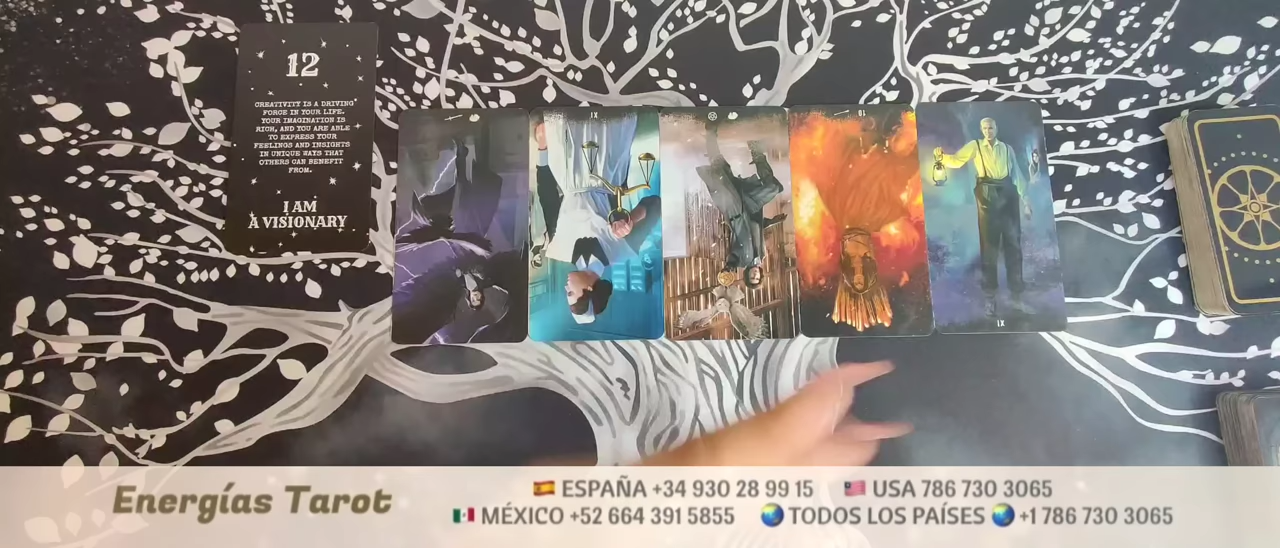 12
CREATIVITY IS A DRIVING
FORCE IN YOUR LIFE.
YOUR IMAGINATION IS
RICH, AND YOU ARE ABLE
TO EXPRESS YOUR
FEELINGS AND INSIGHTS
IN UNIQUE WAYS THAT
OTHERS CAN BENEFIT
FROM.
I AM
A VISIONARY
XI
10
IX
Energías Tarot
ESPAÑA +34 930 28 99 15 USA 786 730 3065
MÉXICO +52 664 391 5855 TODOS LOS PAÍSES +1 786 730 3065